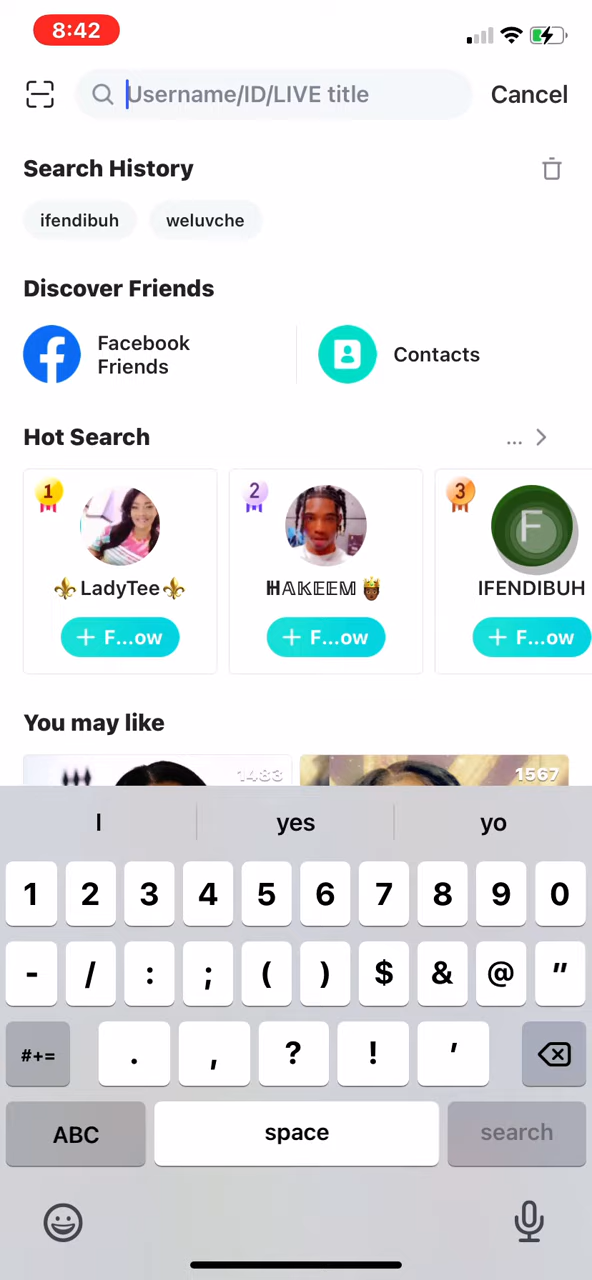 8:42
Username/ID/LIVE title
Cancel
Search History
ifendibuh
weluvche
Discover Friends
Facebook
Friends
Contacts
Hot Search
...
1
2
3
F
⚜️LadyTee⚜️
ℍ𝔸𝕂𝔼𝔼𝕄 🤴🏾
IFENDIBUH
+ F...ow
+ F...ow
+ F...ow
You may like
1483
1567
I
yes
yo
1 2 3 4 5 6 7 8 9 0
- / : ; ( ) $ & @ "
#+= . , ? ! '
ABC
space
search